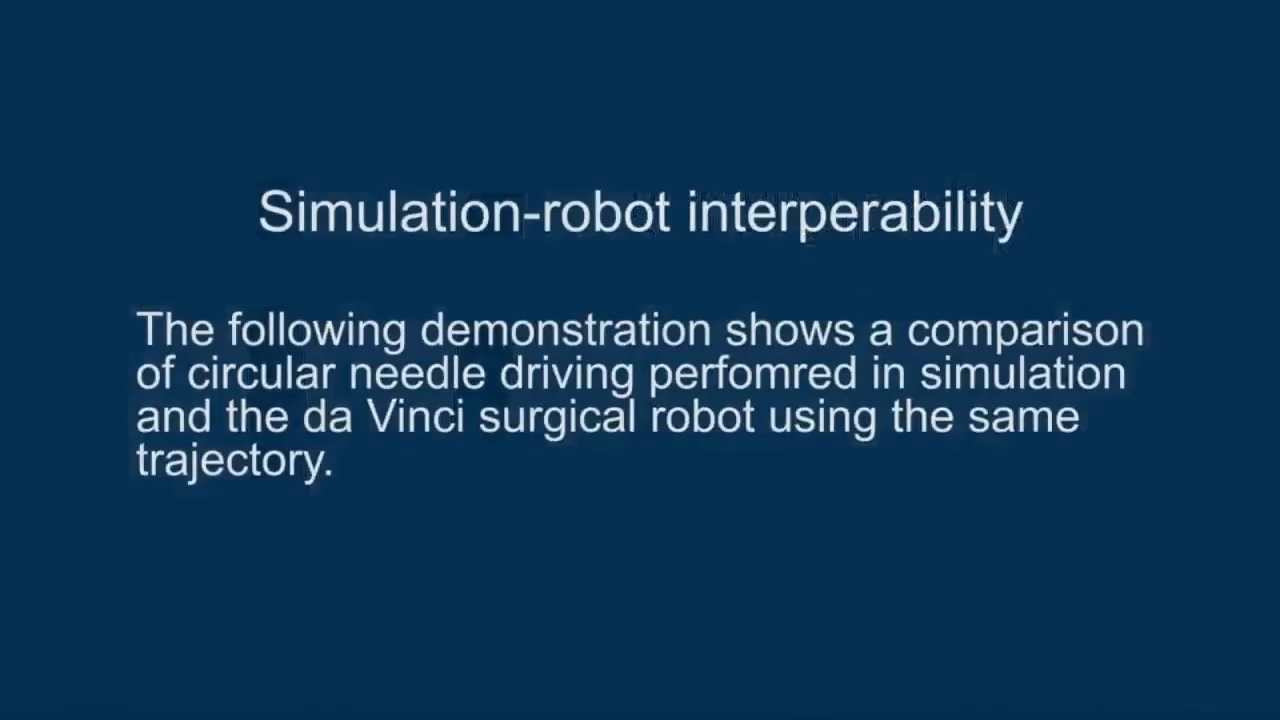 Simulation-robot interperability
The following demonstration shows a comparison
of circular needle driving perfomred in simulation
and the da Vinci surgical robot using the same
trajectory.